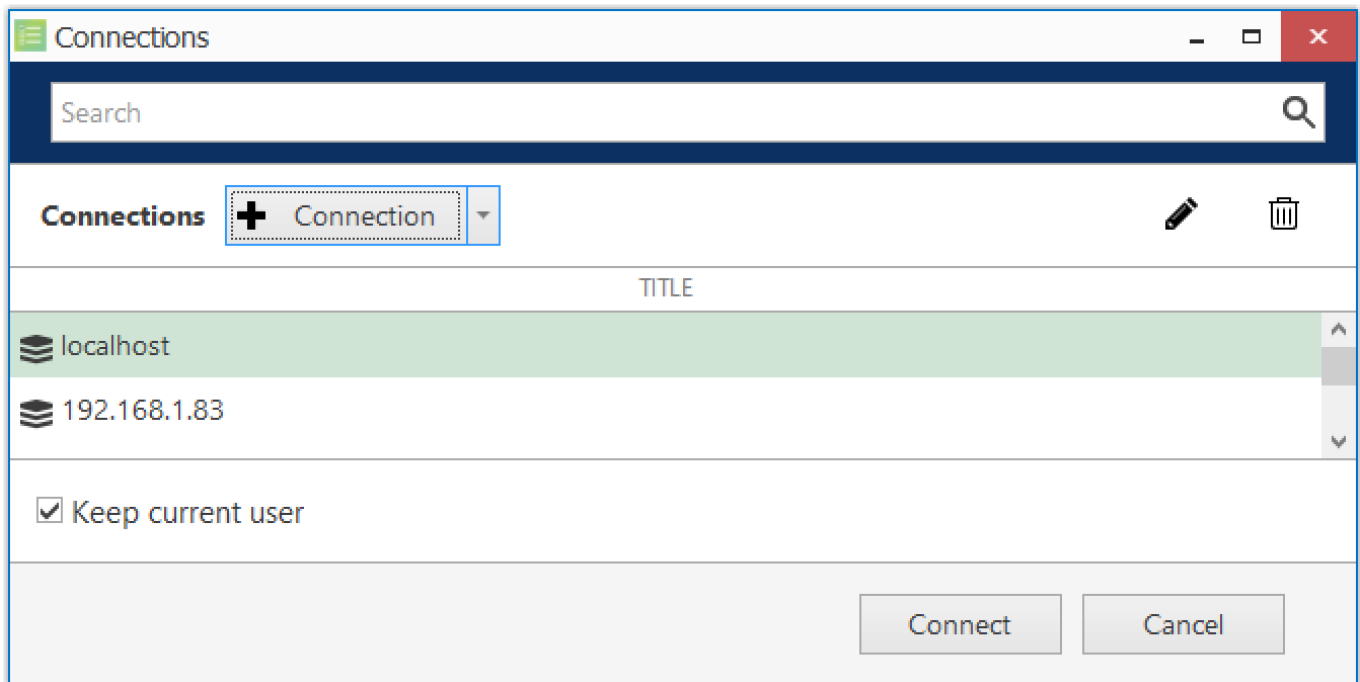 Connections
Search
Connections Connection
TITLE
localhost
192.168.1.83
Keep current user
Connect Cancel